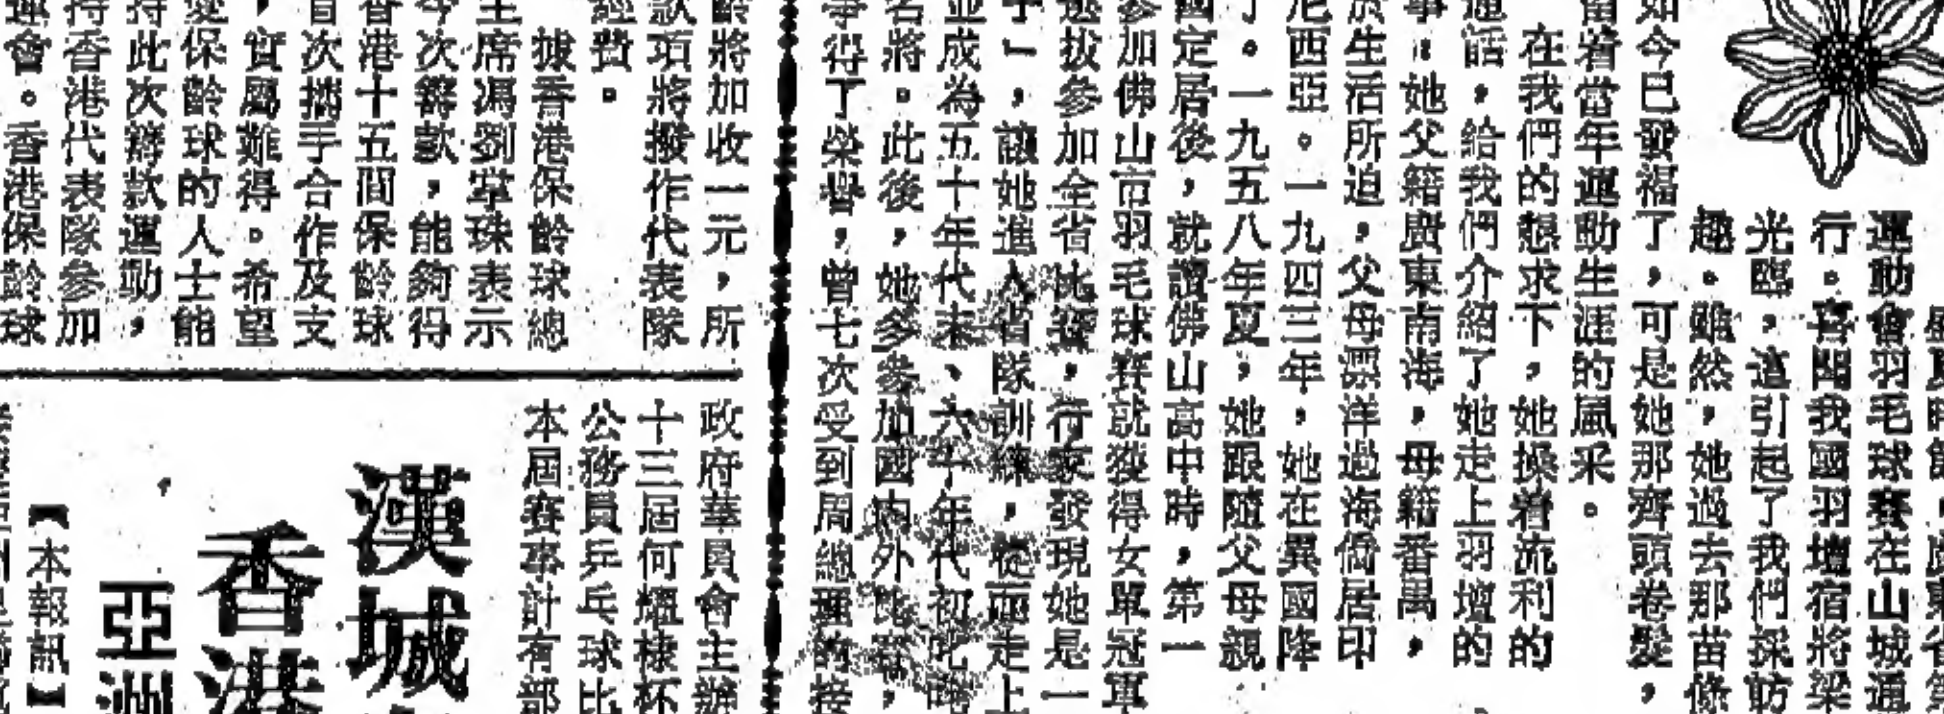 運動會羽毛球賽在山城通
行。喜聞我國羽壇宿將梁
光臨,這引起了我們採訪
趣。雖然,她過去那苗條
如今已發福了,可是她那齊頭卷髮,
留着當年運動生涯的風采。
在我們的懇求下,她操着流利的
通話,給我們介紹了她走上羽壇的
事:她父籍廣東南海,母籍番禺,
於生活所迫,父母漂洋過海僑居印
尼西亞。一九四三年,她在異國降
了。一九五八年夏,她跟隨父母親
國定居後,就讀佛山高中時,第一
參加佛山市羽毛球賽就獲得女單冠軍
選拔參加全省比賽,行家發現她是一
子一,讓她進入省隊訓練,從而走上
並成為五十年代末、六十年代初叱
名將。此後,她多參加國內外比賽,
爭得了榮譽,曾七次受到周總理的接
齡將加收一元,所
款項將撥作代表隊
經費。
據香港保齡球總
主席馮劉掌珠表示
今次籌款,能夠得
香港十五間保齡球
首次攜手合作及支
,實屬難得。希望
愛保齡球的人士能
持此次籌款運動,
持香港代表隊參加
運會。香港保齡球
政府華員會主辦
十三屆何耀棣杯
公務員乒乓球比
本屆賽事計有部
漢城
香港
亞洲
【本報訊】